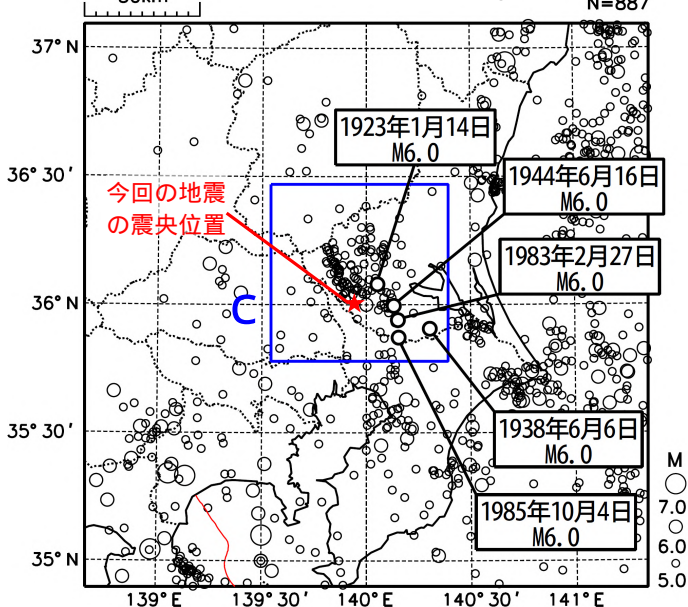 N=887
37° N
1923年1月14日
M6.0
36° 30′
1944年6月16日
M6.0
今回の地震
の震央位置
1983年2月27日
M6.0
36° N
C
35° 30′
1938年6月6日
M6.0
M
7.0
6.0
5.0
1985年10月4日
M6.0
35° N
139° E
139° 30′
140° E
140° 30′
141° E